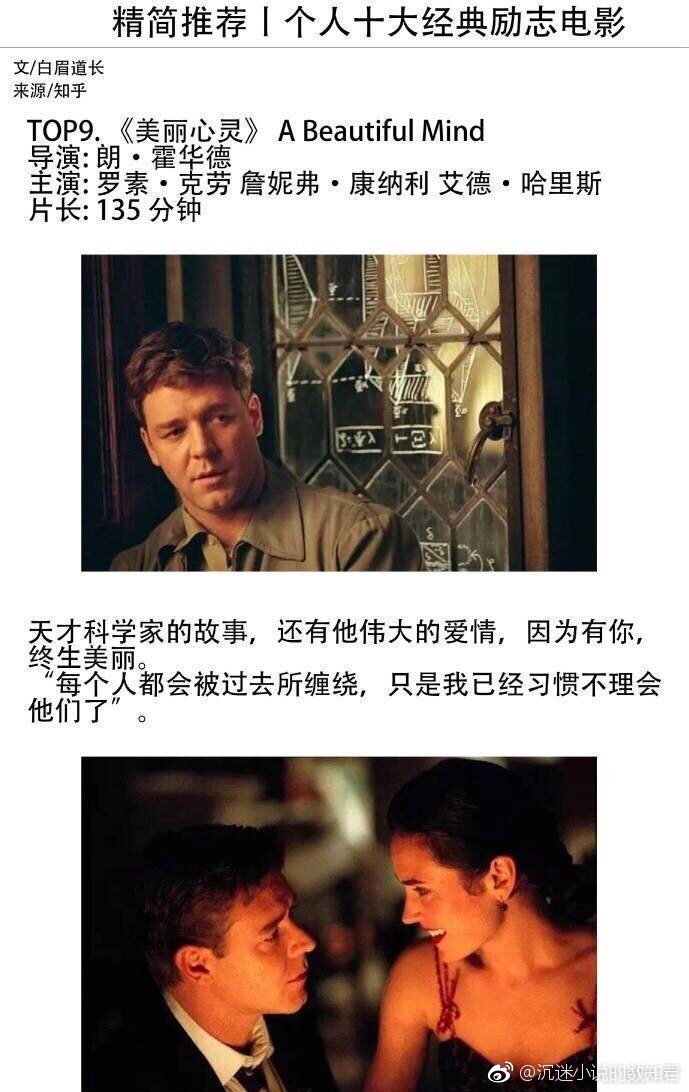 精简推荐丨个人十大经典励志电影
文/白眉道长
来源/知乎
TOP9.《美丽心灵》 A Beautiful Mind
导演: 朗·霍华德
主演: 罗素·克劳 詹妮弗·康纳利 艾德·哈里斯
片长: 135 分钟
天才科学家的故事，还有他伟大的爱情，因为有你，
终生美丽。
“每个人都会被过去所缠绕，只是我已经习惯不理会
他们了”。
@沉迷小说的教知君